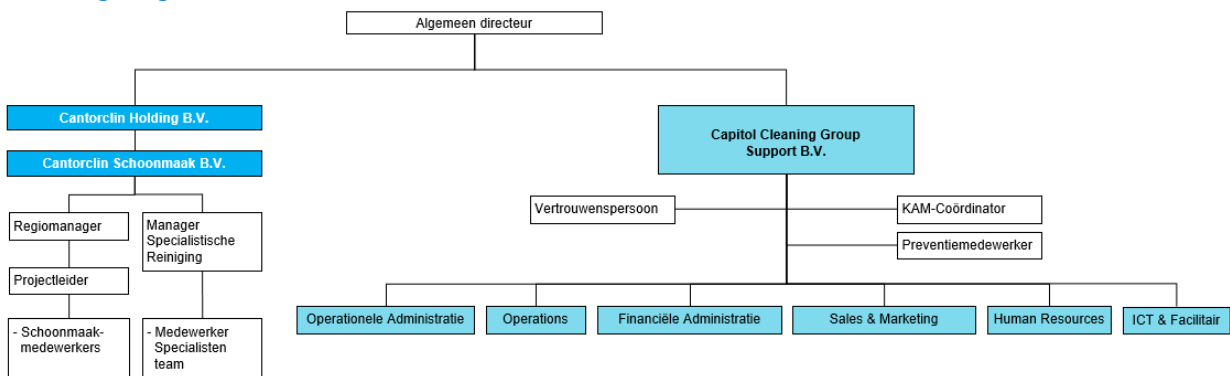 Algemeen directeur
Cantorclin Holding B.V.
Cantorclin Schoonmaak B.V.
Capitol Cleaning Group
Support B.V.
Regiomanager
Manager
Specialistische
Reiniging
Vertrouwenspersoon
KAM-Coördinator
Preventiemedewerker
Projectleider
- Schoonmaak-
medewerkers
- Medewerker
Specialisten
team
Operationele Administratie
Operations
Financiële Administratie
Sales & Marketing
Human Resources
ICT & Facilitair